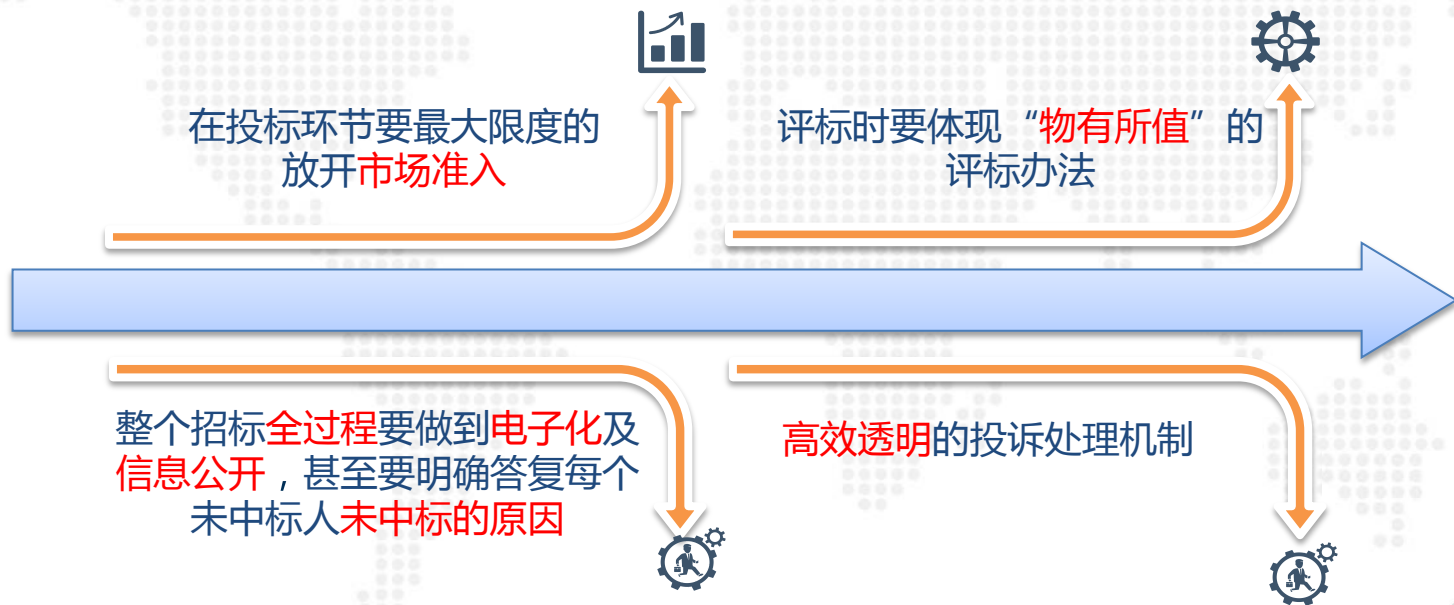 在投标环节要最大限度的
放开市场准入
评标时要体现“物有所值”的
评标办法
整个招标全过程要做到电子化及
信息公开，甚至要明确答复每个
未中标人未中标的原因
高效透明的投诉处理机制